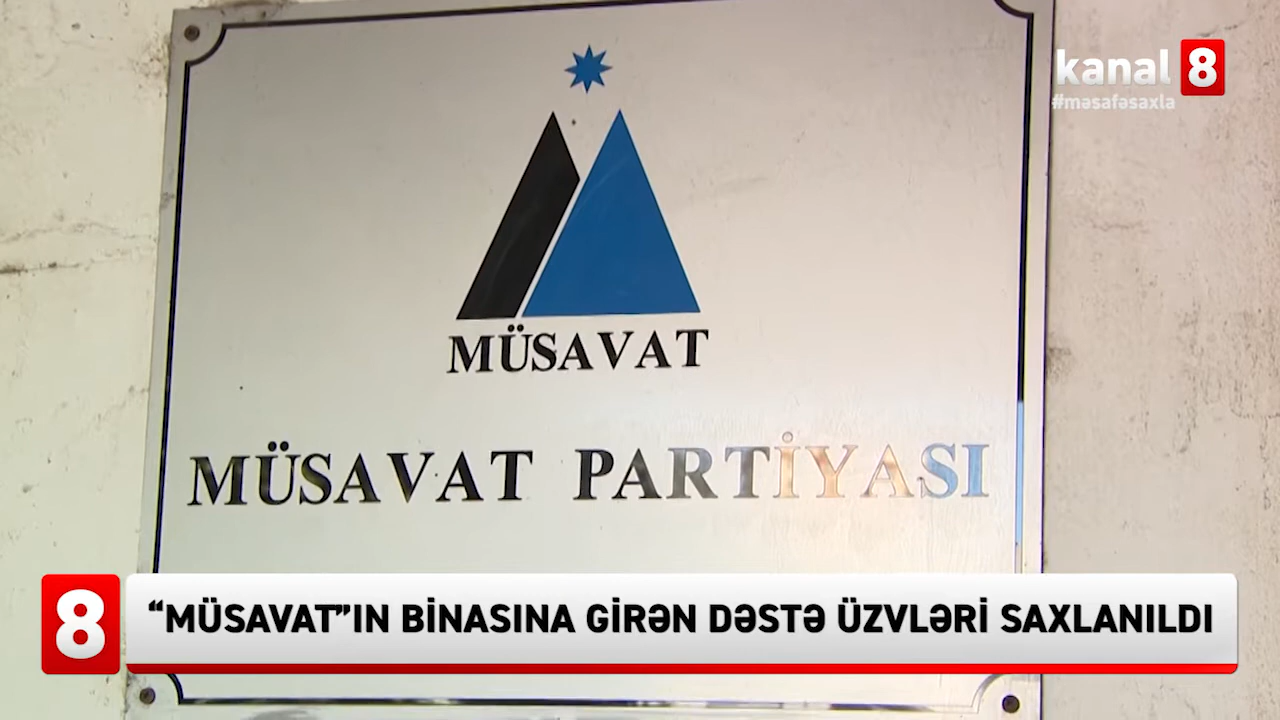 kanal 8
#məsafəsaxla
MÜSAVAT
MÜSAVAT PARTİYASI
8 “MÜSAVAT”IN BİNASINA GİRƏN DƏSTƏ ÜZVLƏRİ SAXLANILDI